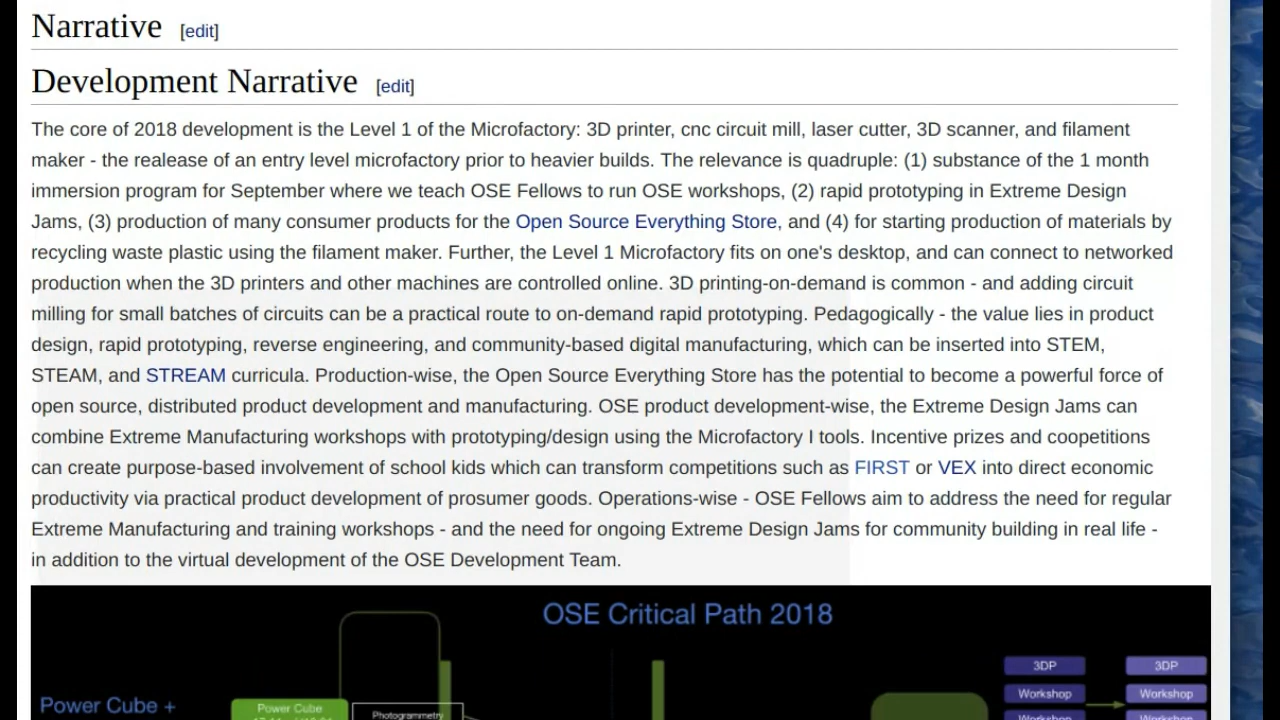 Narrative [edit]
Development Narrative [edit]
The core of 2018 development is the Level 1 of the Microfactory: 3D printer, cnc circuit mill, laser cutter, 3D scanner, and filament
maker - the realease of an entry level microfactory prior to heavier builds. The relevance is quadruple: (1) substance of the 1 month
immersion program for September where we teach OSE Fellows to run OSE workshops, (2) rapid prototyping in Extreme Design
Jams, (3) production of many consumer products for the Open Source Everything Store, and (4) for starting production of materials by
recycling waste plastic using the filament maker. Further, the Level 1 Microfactory fits on one's desktop, and can connect to networked
production when the 3D printers and other machines are controlled online. 3D printing-on-demand is common - and adding circuit
milling for small batches of circuits can be a practical route to on-demand rapid prototyping. Pedagogically - the value lies in product
design, rapid prototyping, reverse engineering, and community-based digital manufacturing, which can be inserted into STEM,
STEAM, and STREAM curricula. Production-wise, the Open Source Everything Store has the potential to become a powerful force of
open source, distributed product development and manufacturing. OSE product development-wise, the Extreme Design Jams can
combine Extreme Manufacturing workshops with prototyping/design using the Microfactory I tools. Incentive prizes and coopetitions
can create purpose-based involvement of school kids which can transform competitions such as FIRST or VEX into direct economic
productivity via practical product development of prosumer goods. Operations-wise - OSE Fellows aim to address the need for regular
Extreme Manufacturing and training workshops - and the need for ongoing Extreme Design Jams for community building in real life -
in addition to the virtual development of the OSE Development Team.
OSE Critical Path 2018
3DP 3DP
Workshop Workshop
Power Cube +
Power Cube
Photogrammetry
Workshop Workshop